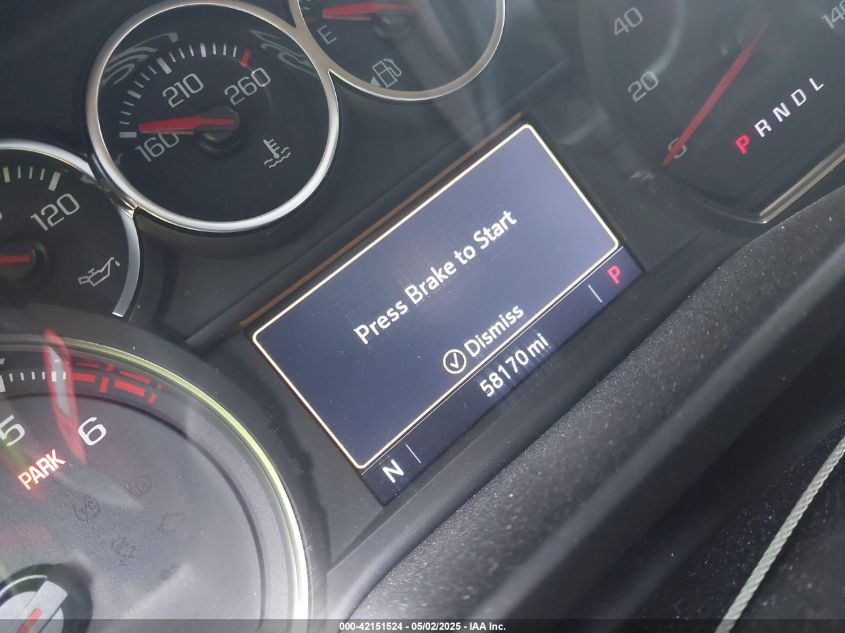 210
160
260
E
40
20
0
140
P R N D L
120
Press Brake to Start
Dismiss
58170 mi
N
P
5
6
PARK
000-42151524 - 05/02/2025 - IAA Inc.